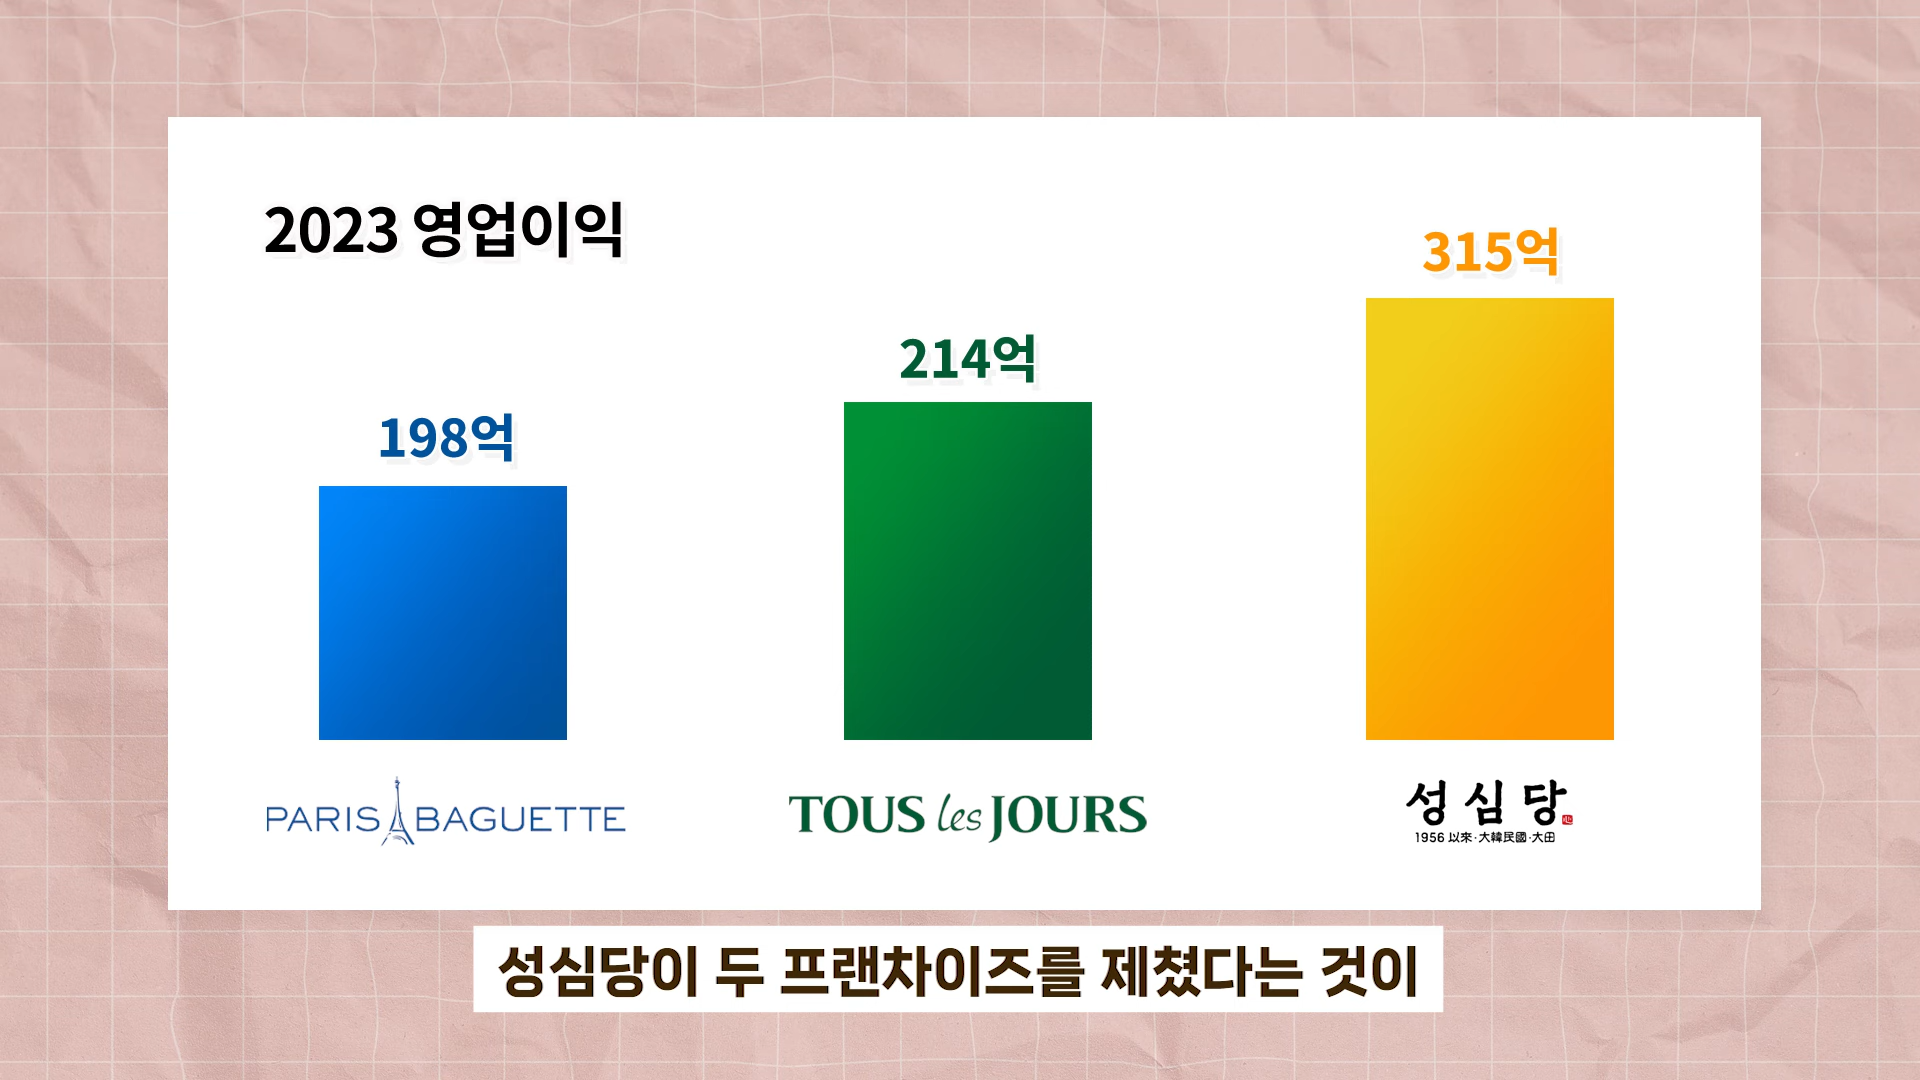 2023 영업이익
198억
214억
315억
PARIS BAGUETTE
TOUS les JOURS
성심당
1956 以來·大韓民國·大田
성심당이 두 프랜차이즈를 제쳤다는 것이